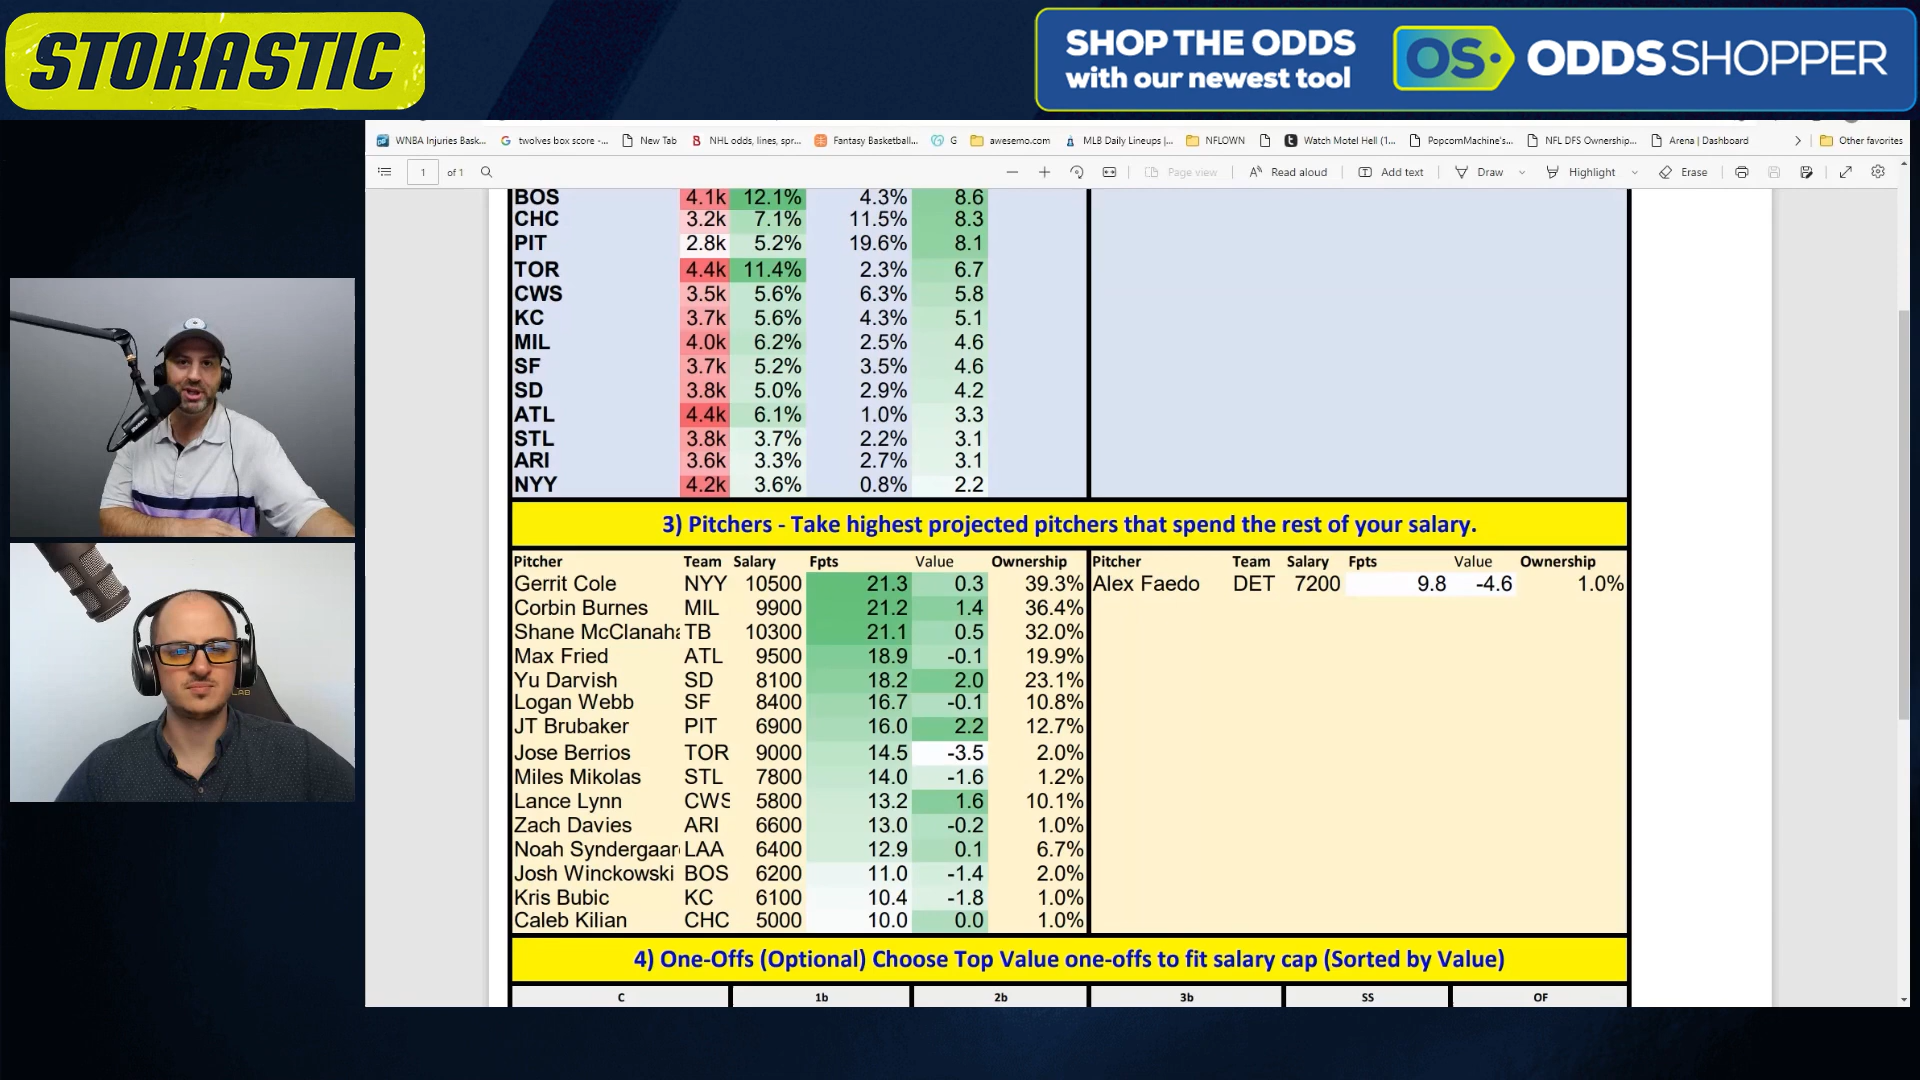 STOKASTIC
SHOP THE ODDS
with our newest tool
OS
ODDSSHOPPER
WNBA Injuries Bask... twolves box score -... New Tab NHL odds, lines, spr... Fantasy Basketball... G awesemo.com MLB Daily Lineups |... NFLOWN Watch Motel Hell (1... PopcornMachine's... NFL DFS Ownership... Arena | Dashboard Other favorites
1 of 1 Page view Read aloud Add text Draw Highlight Erase
BOS 4.1k 12.1% 4.3% 8.6
CHC 3.2k 7.1% 11.5% 8.3
PIT 2.8k 5.2% 19.6% 8.1
TOR 4.4k 11.4% 2.3% 6.7
CWS 3.5k 5.6% 6.3% 5.8
KC 3.7k 5.6% 4.3% 5.1
MIL 4.0k 6.2% 2.5% 4.6
SF 3.7k 5.2% 3.5% 4.6
SD 3.8k 5.0% 2.9% 4.2
ATL 4.4k 6.1% 1.0% 3.3
STL 3.8k 3.7% 2.2% 3.1
ARI 3.6k 3.3% 2.7% 3.1
NYY 4.2k 3.6% 0.8% 2.2
3) Pitchers - Take highest projected pitchers that spend the rest of your salary.
Pitcher Team Salary Fpts Value Ownership Pitcher Team Salary Fpts Value Ownership
Gerrit Cole NYY 10500 21.3 0.3 39.3% Alex Faedo DET 7200 9.8 -4.6 1.0%
Corbin Burnes MIL 9900 21.2 1.4 36.4%
Shane McClanaha TB 10300 21.1 0.5 32.0%
Max Fried ATL 9500 18.9 -0.1 19.9%
Yu Darvish SD 8100 18.2 2.0 23.1%
Logan Webb SF 8400 16.7 -0.1 10.8%
JT Brubaker PIT 6900 16.0 2.2 12.7%
Jose Berrios TOR 9000 14.5 -3.5 2.0%
Miles Mikolas STL 7800 14.0 -1.6 1.2%
Lance Lynn CWS 5800 13.2 1.6 10.1%
Zach Davies ARI 6600 13.0 -0.2 1.0%
Noah Syndergaar LAA 6400 12.9 0.1 6.7%
Josh Winckowski BOS 6200 11.0 -1.4 2.0%
Kris Bubic KC 6100 10.4 -1.8 1.0%
Caleb Kilian CHC 5000 10.0 0.0 1.0%
4) One-Offs (Optional) Choose Top Value one-offs to fit salary cap (Sorted by Value)
C 1b 2b 3b SS OF